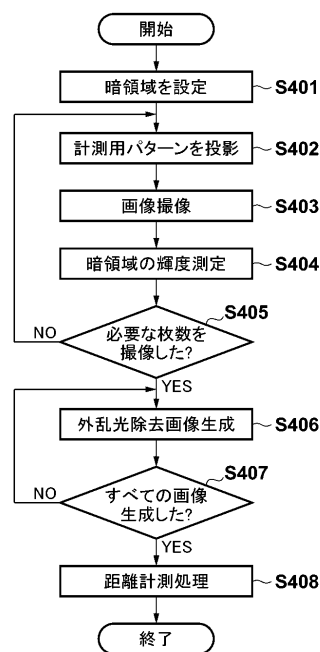 開始
暗領域を設定
S401
計測用パターンを投影
S402
画像撮像
S403
暗領域の輝度測定
S404
S405
必要な枚数を
撮像した?
NO
YES
外乱光除去画像生成
S406
S407
すべての画像
生成した?
NO
YES
距離計測処理
S408
終了